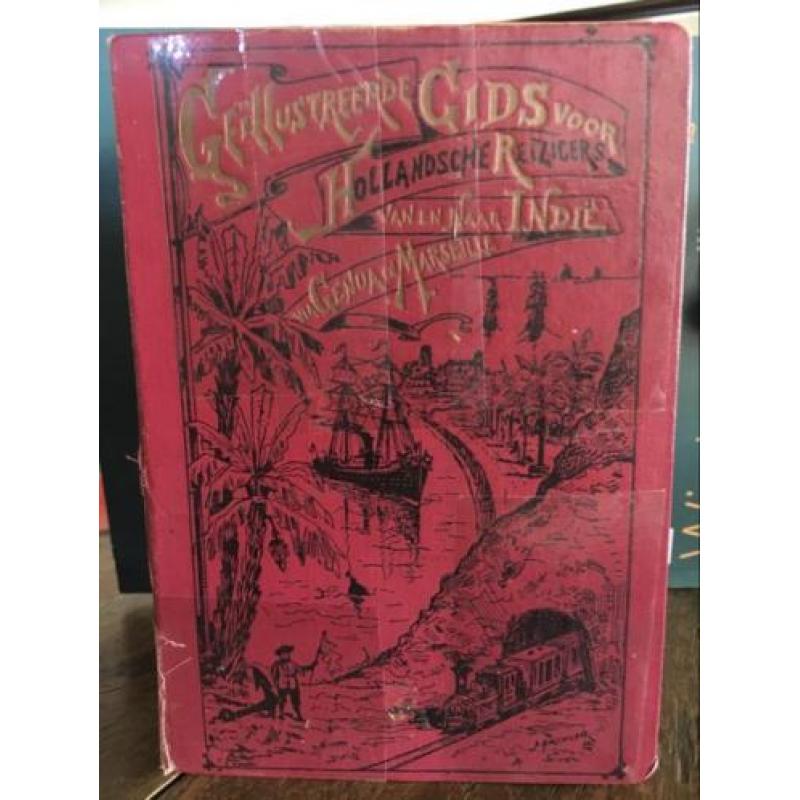 Geïllustreerde Gids voor
Hollandsche Reizigers
van en naar Indië
via Genua en Marseille